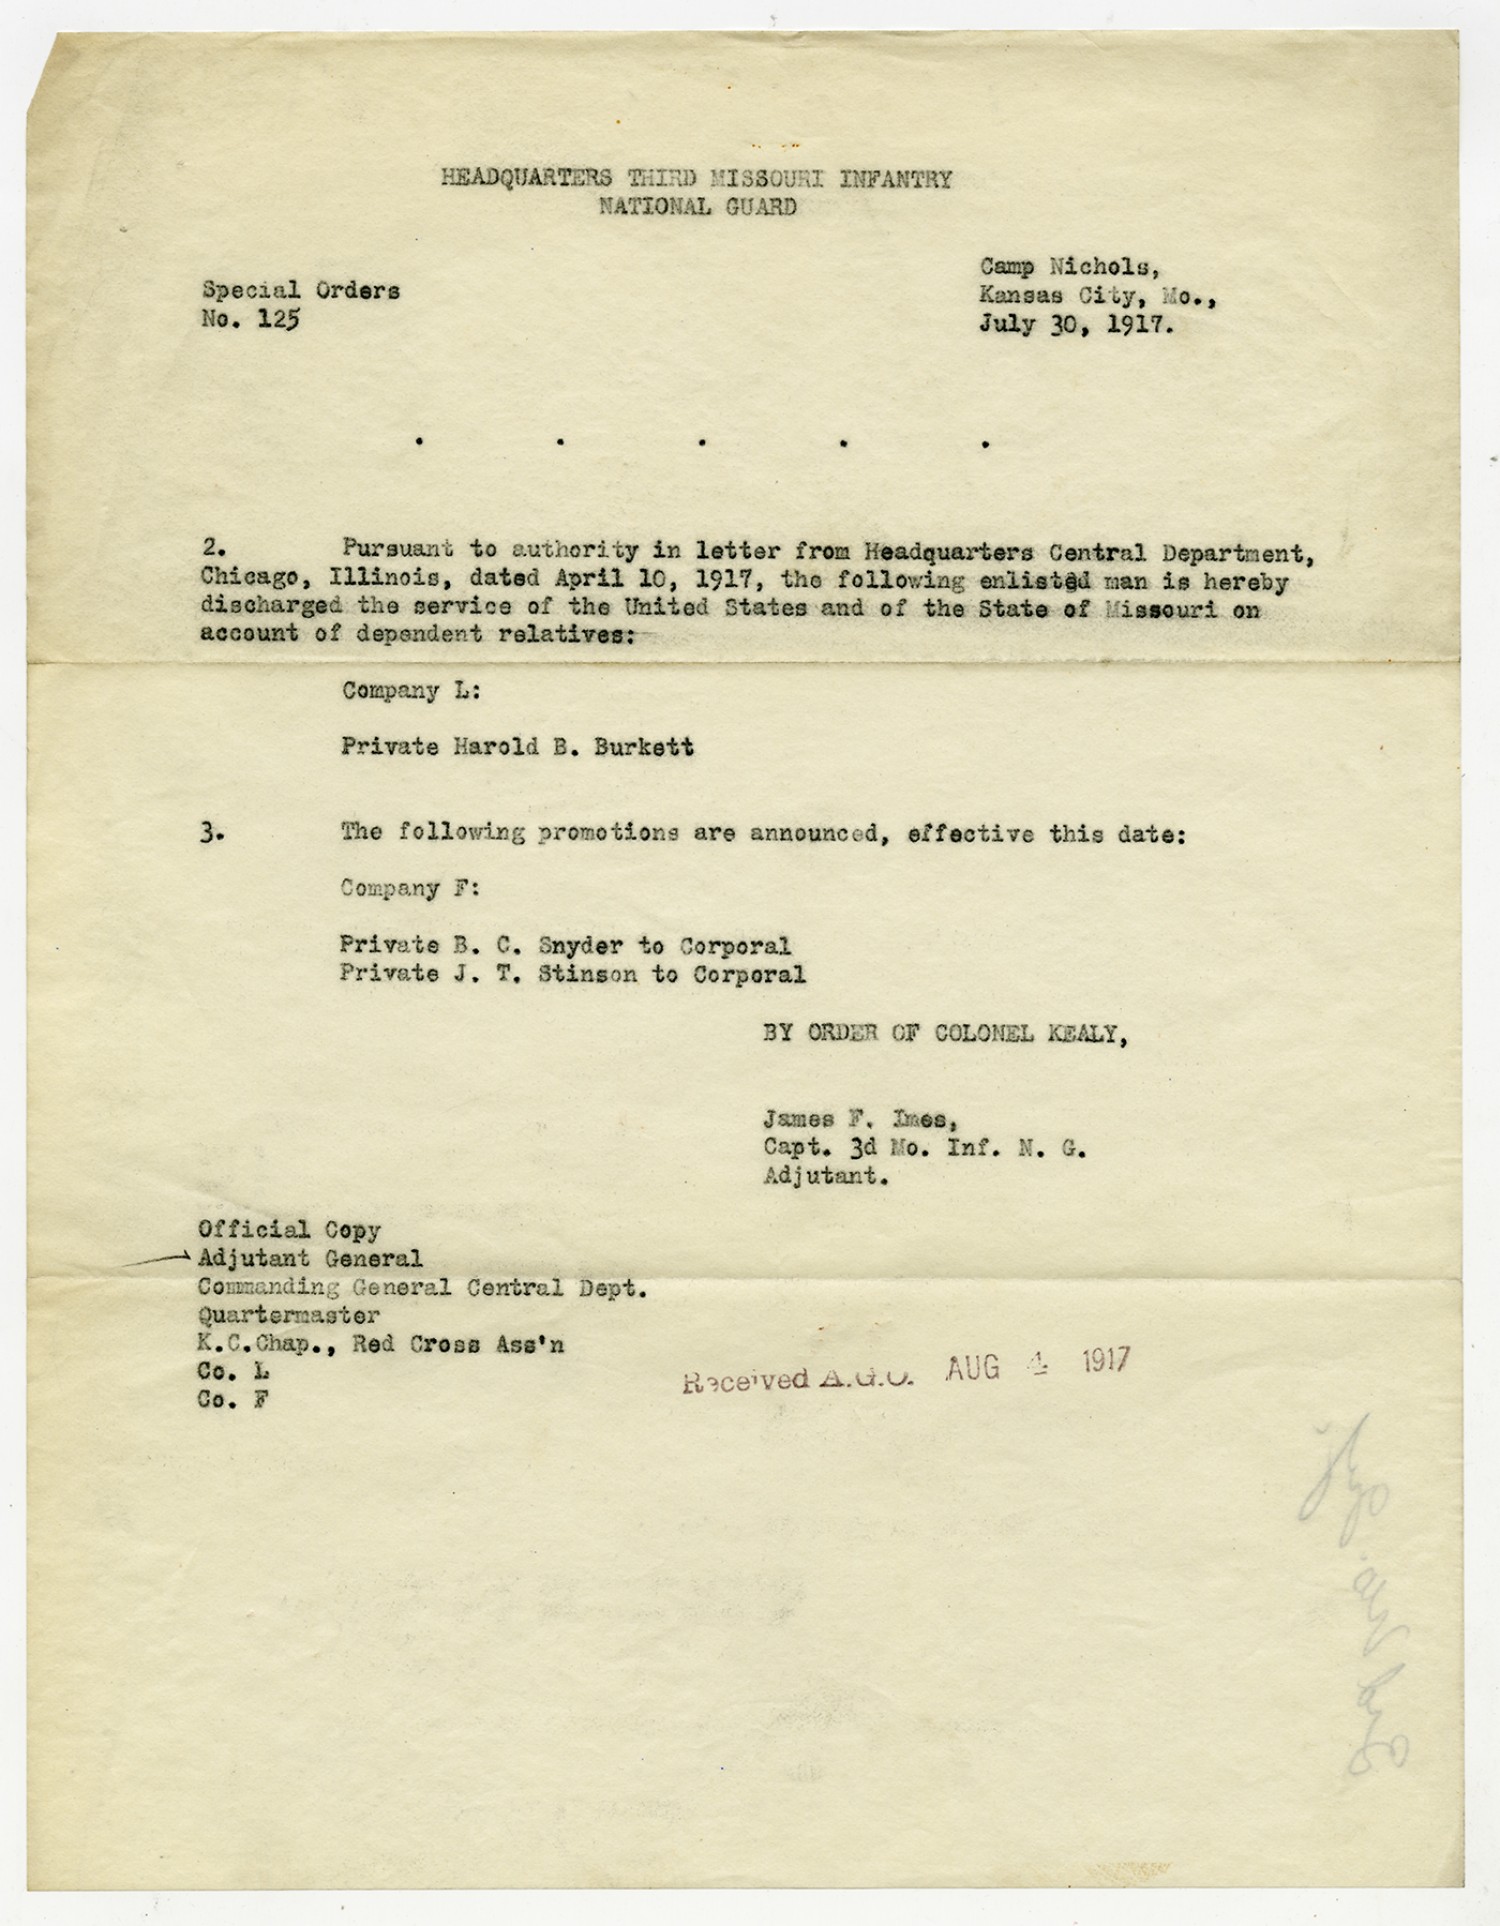 HEADQUARTERS THIRD MISSOURI INFANTRY
NATIONAL GUARD
Special Orders
No. 125
Camp Nichols,
Kansas City, Mo.,
July 30, 1917.
. . . . .
2. Pursuant to authority in letter from Headquarters Central Department,
Chicago, Illinois, dated April 10, 1917, the following enlisted man is hereby
discharged the service of the United States and of the State of Missouri on
account of dependent relatives:
Company L:
Private Harold B. Burkett
3. The following promotions are announced, effective this date:
Company F:
Private B. C. Snyder to Corporal
Private J. T. Stinson to Corporal
BY ORDER OF COLONEL KEALY,
James F. Imes,
Capt. 3d Mo. Inf. N. G.
Adjutant.
Official Copy
Adjutant General
Commanding General Central Dept.
Quartermaster
K.C.Chap., Red Cross Ass'n
Co. L
Co. F
Received A.G.O. AUG 4 1917